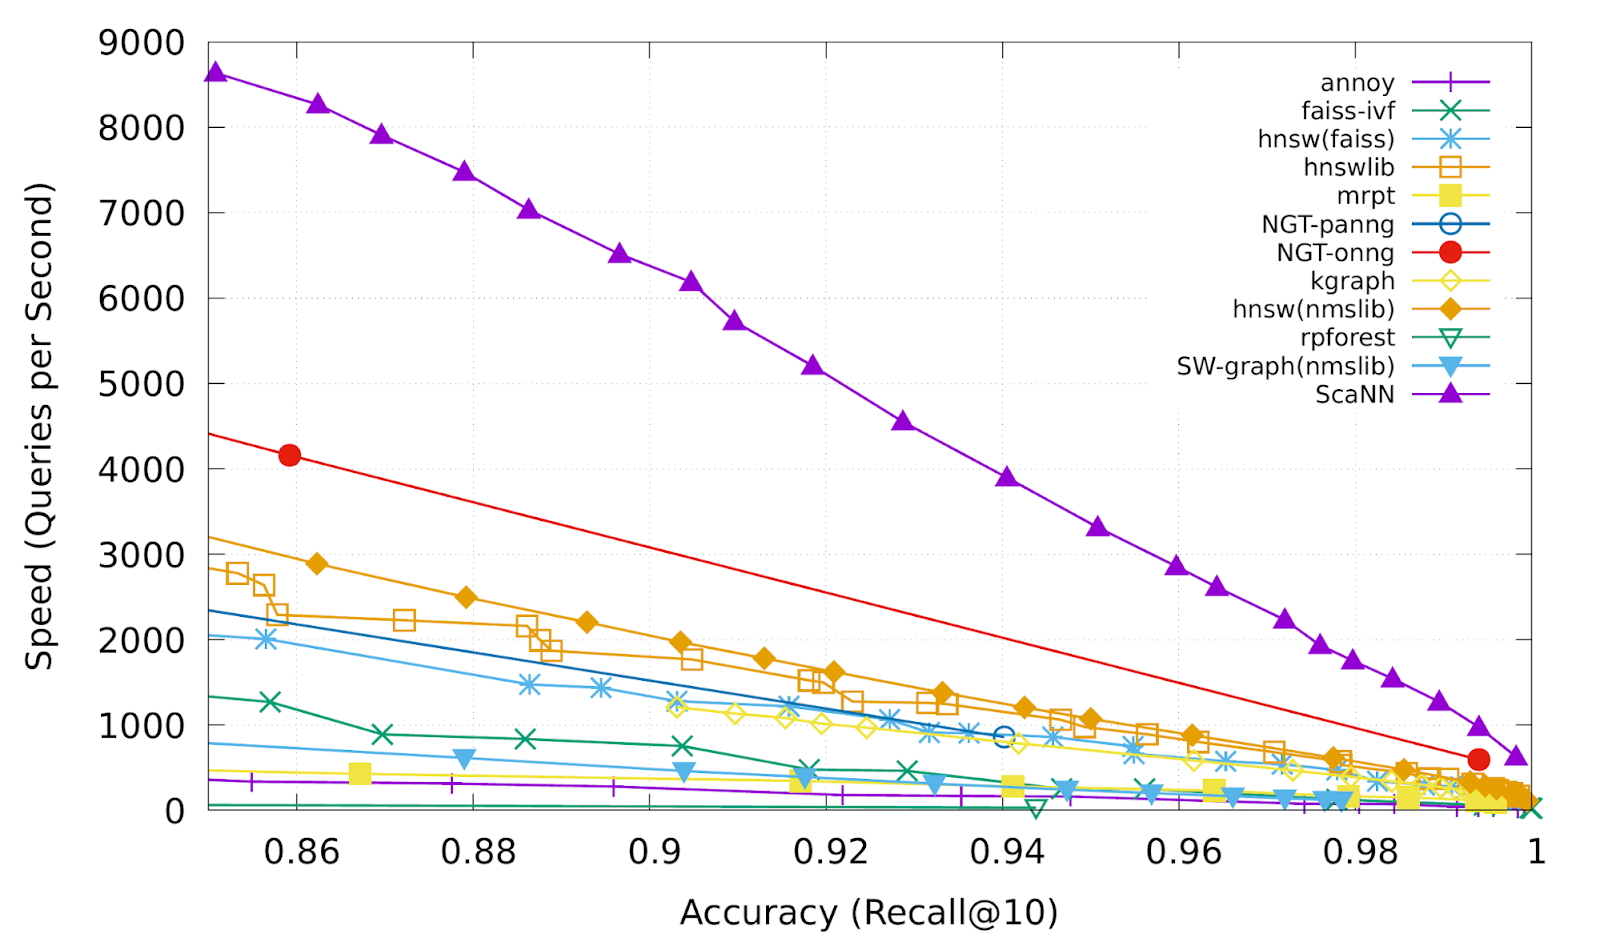 9000
8000
7000
6000
5000
4000
3000
2000
1000
0
Speed (Queries per Second)
annoy
faiss-ivf
hnsw(faiss)
hnswlib
mrpt
NGT-panng
NGT-onng
kgraph
hnsw(nmslib)
rpforest
SW-graph(nmslib)
ScaNN
0.86 0.88 0.9 0.92 0.94 0.96 0.98 1
Accuracy (Recall@10)